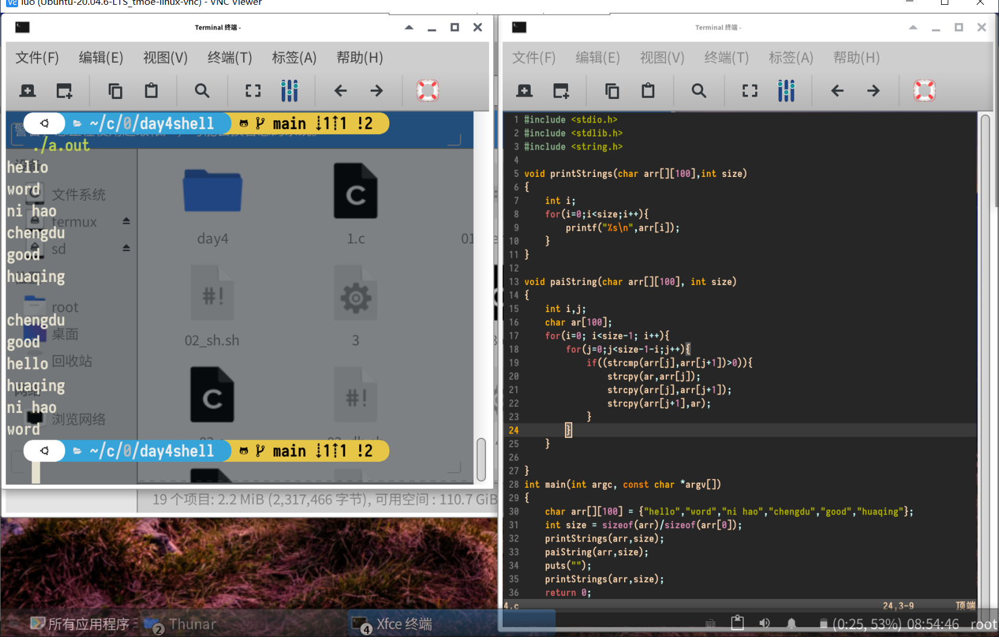 luo (Ubuntu-20.04.6-LTS_tmoe-linux-vnc) - VNC Viewer
Terminal 终端 -
文件(F) 编辑(E) 视图(V) 终端(T) 标签(A) 帮助(H)
~/c/0/day4shell main ⇣1⇡1 !2
./a.out
hello
word
ni hao
chengdu
good
huaqing
chengdu
good
hello
huaqing
ni hao
word
~/c/0/day4shell main ⇣1⇡1 !2
文件系统
termux
sd
root
桌面
回收站
网络
浏览网络
day4
1.c
01
02_sh.sh
3
19 个项目: 2.2 MiB (2,317,466 字节), 可用空间 : 110.7 GiB
Terminal 终端 -
文件(F) 编辑(E) 视图(V) 终端(T) 标签(A) 帮助(H)
1 #include <stdio.h>
2 #include <stdlib.h>
3 #include <string.h>
4
5 void printStrings(char arr[][100],int size)
6 {
7     int i;
8     for(i=0;i<size;i++){
9         printf("%s\n",arr[i]);
10     }
11 }
12
13 void paiString(char arr[][100], int size)
14 {
15     int i,j;
16     char ar[100];
17     for(i=0; i<size-1; i++){
18         for(j=0;j<size-1-i;j++){
19             if((strcmp(arr[j],arr[j+1])>0)){
20                 strcpy(ar,arr[j]);
21                 strcpy(arr[j],arr[j+1]);
22                 strcpy(arr[j+1],ar);
23             }
24         }
25     }
26
27 }
28 int main(int argc, const char *argv[])
29 {
30     char arr[][100] = {"hello","word","ni hao","chengdu","good","huaqing"};
31     int size = sizeof(arr)/sizeof(arr[0]);
32     printStrings(arr,size);
33     paiString(arr,size);
34     puts("");
35     printStrings(arr,size);
36     return 0;
4.c 24,3-9 顶端
所有应用程序 2 Thunar 4 Xfce 终端 (0:25, 53%) 08:54:46 root